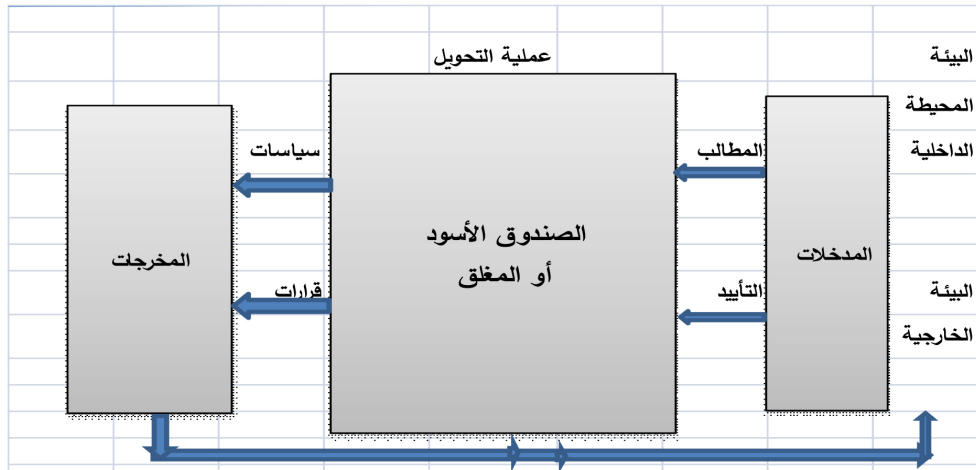 عملية التحويل
البيئة
المحيطة
الداخلية
البيئة
الخارجية
المدخلات
المطالب
التأييد
الصندوق الأسود
أو المغلق
سياسات
قرارات
المخرجات